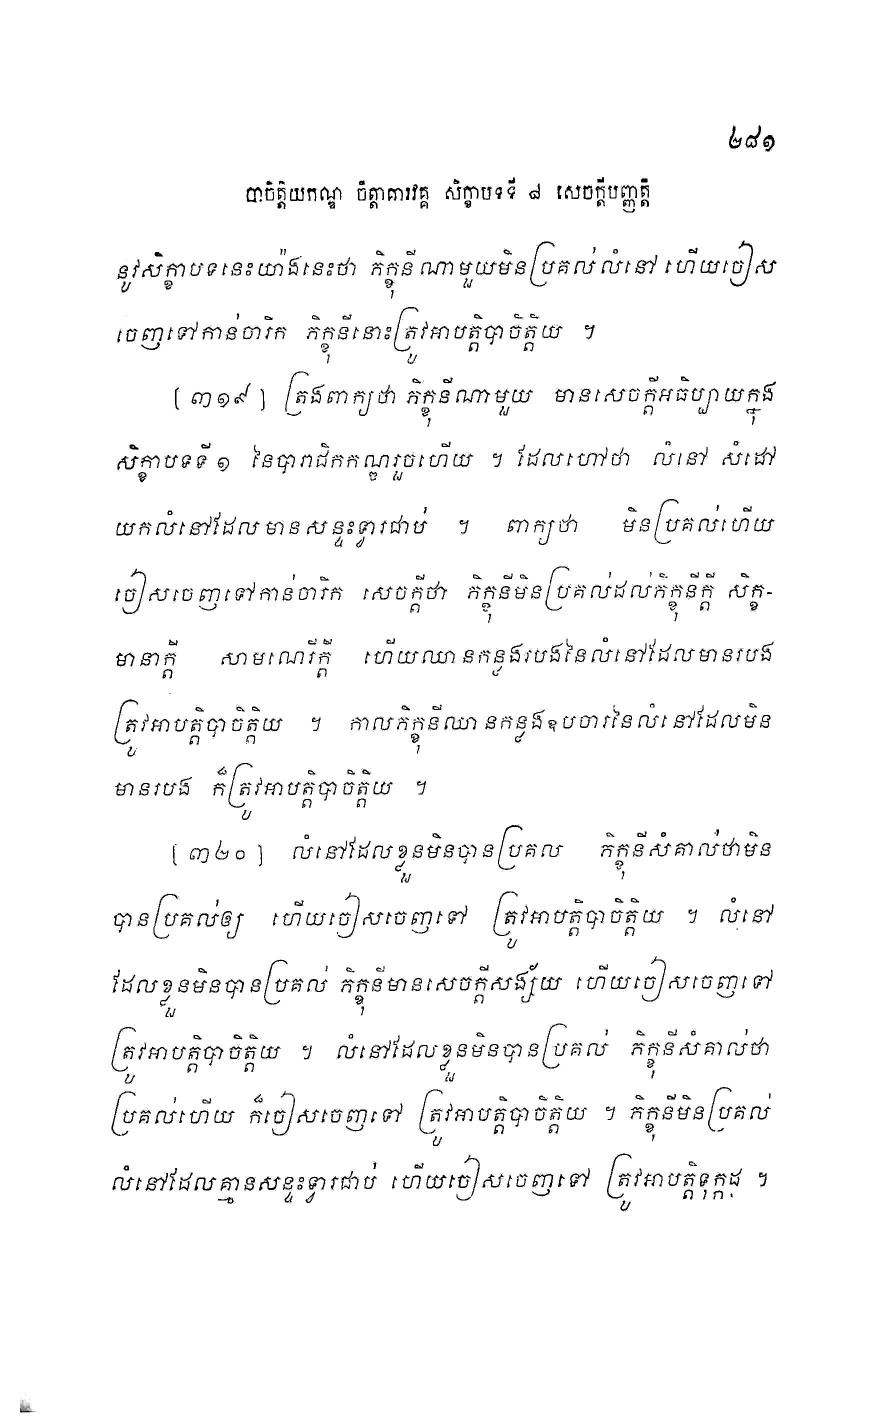 ២៨១
បាចិត្តិយកណ្ឌ ចិត្តាគារវគ្គ សិក្ខាបទទី ៨ សេចក្តីបញ្ញត្តិ
នូវសិក្ខាបទនេះយ៉ាងនេះថា ភិក្ខុនីណាមួយមិនប្រគល់លំនៅ ហើយចៀស
ចេញទៅកាន់ចារិក ភិក្ខុនីនោះត្រូវអាបត្តិបាចិត្តិយ ។
[ ៣១៩ ] ត្រង់ពាក្យថា ភិក្ខុនីណាមួយ មានសេចក្តីអធិប្បាយក្នុង
សិក្ខាបទទី ១ នៃបារាជិកកណ្ឌរួចហើយ ។ ដែលហៅថា លំនៅ សំដៅ
យកលំនៅដែលមានសន្ទះទ្វារជាប់ ។ ពាក្យថា មិនប្រគល់ហើយ
ចៀសចេញទៅកាន់ចារិក សេចក្តីថា ភិក្ខុនីមិនប្រគល់ដល់ភិក្ខុនីក្តី សិក្ខ-
មានាក្តី សាមណេរីក្តី ហើយឈានកន្លងរបងនៃលំនៅដែលមានរបង
ត្រូវអាបត្តិបាចិត្តិយ ។ កាលភិក្ខុនីឈានកន្លងឧបចារនៃលំនៅដែលមិន
មានរបង ក៏ត្រូវអាបត្តិបាចិត្តិយ ។
[ ៣២០ ] លំនៅដែលខ្លួនមិនបានប្រគល ភិក្ខុនីសំគាល់ថាមិន
បានប្រគល់ឲ្យ ហើយចៀសចេញទៅ ត្រូវអាបត្តិបាចិត្តិយ ។ លំនៅ
ដែលខ្លួនមិនបានប្រគល់ ភិក្ខុនីមានសេចក្តីសង្ស័យ ហើយចៀសចេញទៅ
ត្រូវអាបត្តិបាចិត្តិយ ។ លំនៅដែលខ្លួនមិនបានប្រគល់ ភិក្ខុនីសំគាល់ថា
ប្រគល់ហើយ ក៏ចៀសចេញទៅ ត្រូវអាបត្តិបាចិត្តិយ ។ ភិក្ខុនីមិនប្រគល់
លំនៅដែលគ្មានសន្ទះទ្វារជាប់ ហើយចៀសចេញទៅ ត្រូវអាបត្តិទុក្កដ ។